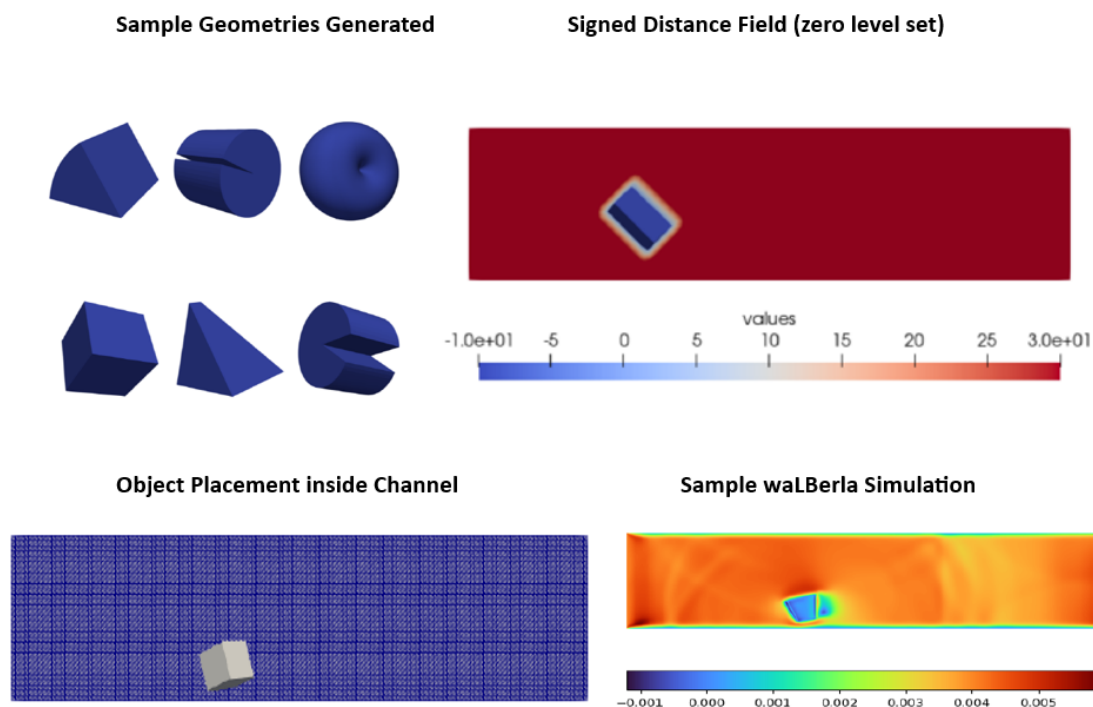 Sample Geometries Generated
Signed Distance Field (zero level set)
values
-1.0e+01 -5 0 5 10 15 20 25 3.0e+01
Object Placement inside Channel
Sample waLBerla Simulation
−0.001 0.000 0.001 0.002 0.003 0.004 0.005